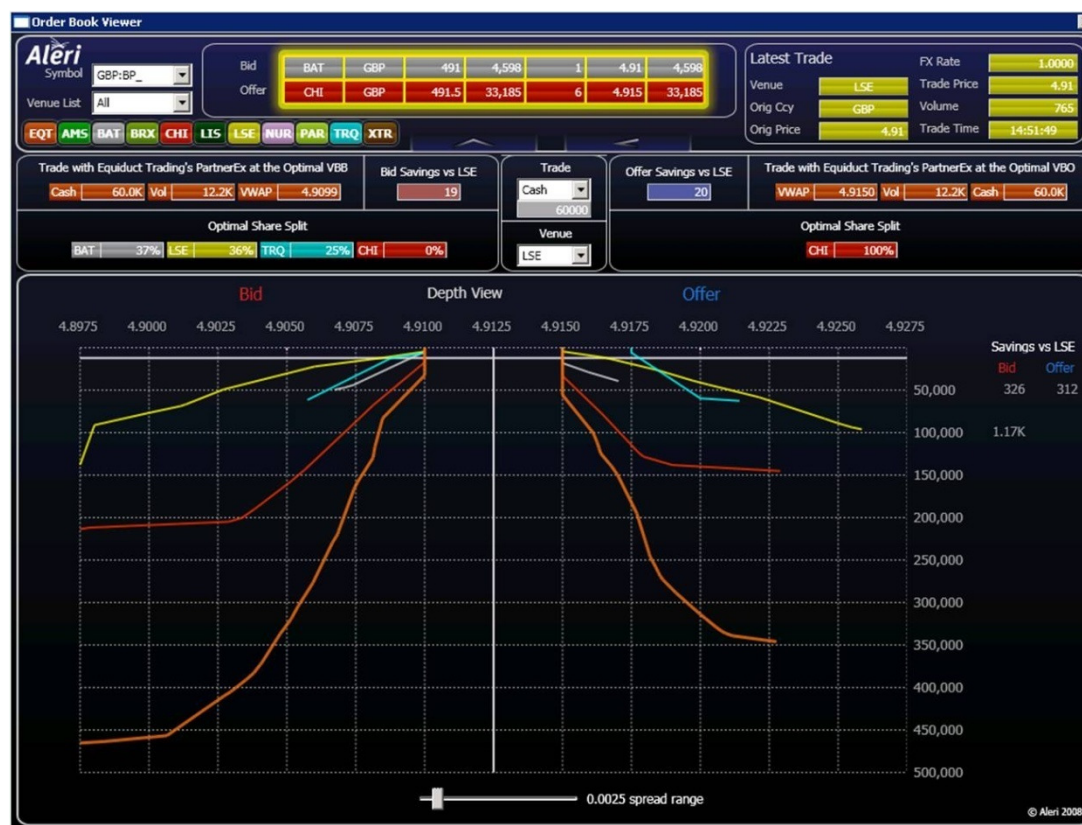 Order Book Viewer
Aleri
Symbol GBP:BP_
Venue List All
Bid BAT GBP 491 4,598 1 4.91 4,598
Offer CHI GBP 491.5 33,185 6 4.915 33,185
Latest Trade
Venue LSE
Orig Ccy GBP
Orig Price 4.91
FX Rate 1.0000
Trade Price 4.91
Volume 765
Trade Time 14:51:49
EQT AMS BAT BRX CHI LIS LSE NUR PAR TRQ XTR
Trade with Equiduct Trading's PartnerEx at the Optimal VBB
Cash 60.0K Vol 12.2K VWAP 4.9099
Bid Savings vs LSE
19
Optimal Share Split
BAT 37% LSE 36% TRQ 25% CHI 0%
Trade
Cash
60000
Venue
LSE
Offer Savings vs LSE
20
Trade with Equiduct Trading's PartnerEx at the Optimal VBO
VWAP 4.9150 Vol 12.2K Cash 60.0K
Optimal Share Split
CHI 100%
Bid Depth View Offer
4.8975 4.9000 4.9025 4.9050 4.9075 4.9100 4.9125 4.9150 4.9175 4.9200 4.9225 4.9250 4.9275
Savings vs LSE
Bid Offer
50,000 326 312
100,000 1.17K
150,000
200,000
250,000
300,000
350,000
400,000
450,000
500,000
0.0025 spread range
© Aleri 2008